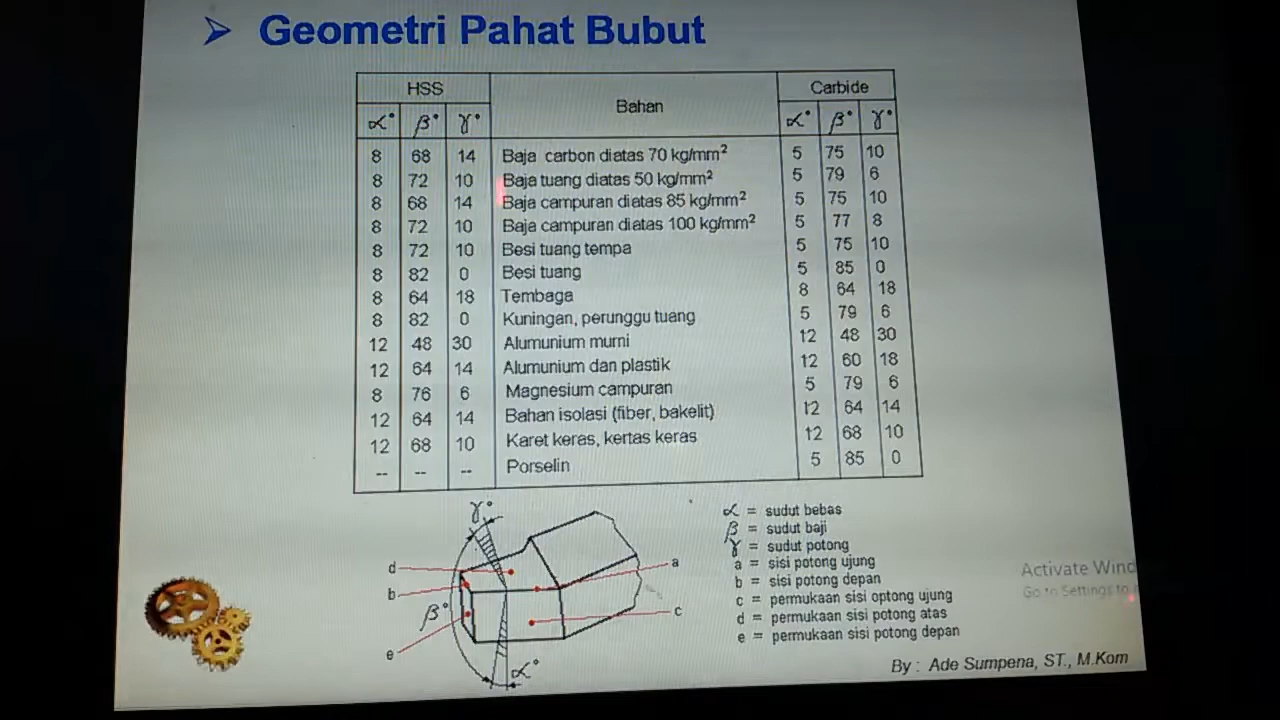 Geometri Pahat Bubut
HSS Bahan Carbide
α° β° γ° α° β° γ°
8 68 14 Baja carbon diatas 70 kg/mm² 5 75 10
8 72 10 Baja tuang diatas 50 kg/mm² 5 79 6
8 68 14 Baja campuran diatas 85 kg/mm² 5 75 10
8 72 10 Baja campuran diatas 100 kg/mm² 5 77 8
8 72 10 Besi tuang tempa 5 75 10
8 82 0 Besi tuang 5 85 0
8 64 18 Tembaga 8 64 18
8 82 0 Kuningan, perunggu tuang 5 79 6
12 48 30 Alumunium murni 12 48 30
12 64 14 Alumunium dan plastik 12 60 18
8 76 6 Magnesium campuran 5 79 6
12 64 14 Bahan isolasi (fiber, bakelit) 12 64 14
12 68 10 Karet keras, kertas keras 12 68 10
-- -- -- Porselin 5 85 0
γ°
d
b
β°
e
α°
a
c
α = sudut bebas
β = sudut baji
γ = sudut potong
a = sisi potong ujung
b = sisi potong depan
c = permukaan sisi optong ujung
d = permukaan sisi potong atas
e = permukaan sisi potong depan
Activate Wind
Go to Settings to
By : Ade Sumpena, ST., M.Kom